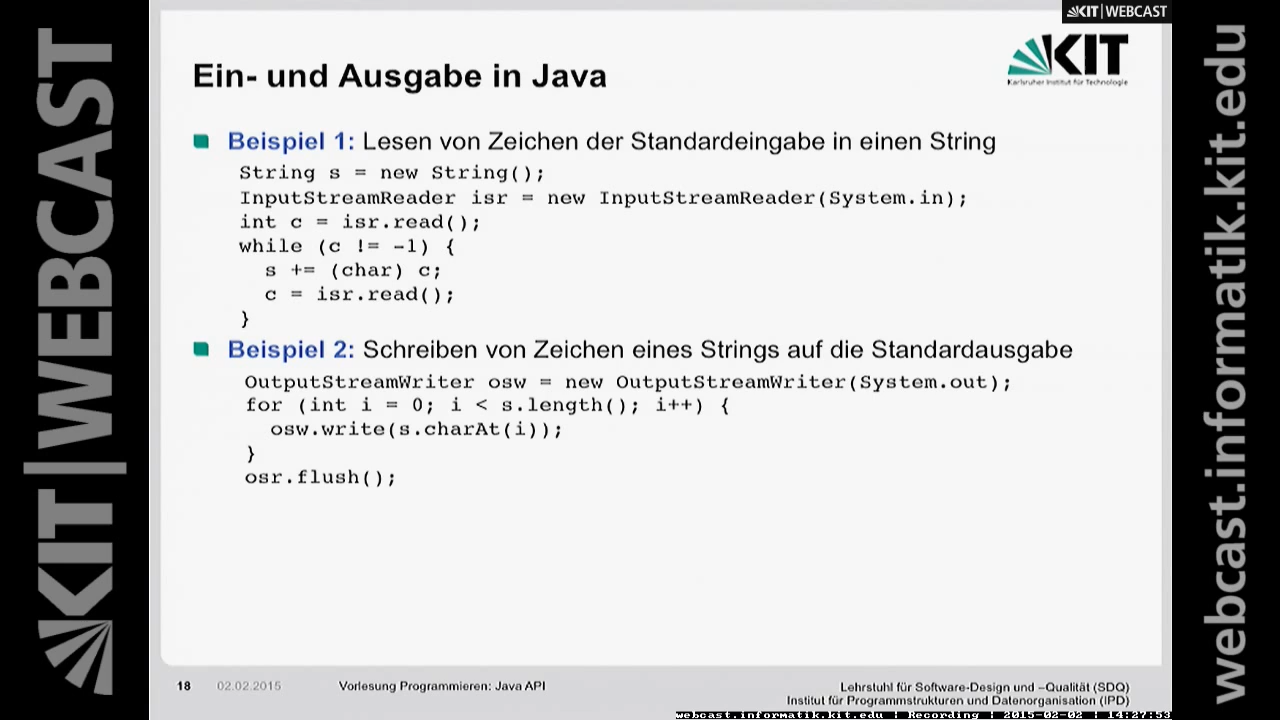 KIT | WEBCAST
KIT
Karlsruher Institut für Technologie
Ein- und Ausgabe in Java
Beispiel 1: Lesen von Zeichen der Standardeingabe in einen String
String s = new String();
InputStreamReader isr = new InputStreamReader(System.in);
int c = isr.read();
while (c != -1) {
s += (char) c;
c = isr.read();
}
Beispiel 2: Schreiben von Zeichen eines Strings auf die Standardausgabe
OutputStreamWriter osw = new OutputStreamWriter(System.out);
for (int i = 0; i < s.length(); i++) {
osw.write(s.charAt(i));
}
osr.flush();
18 02.02.2015 Vorlesung Programmieren: Java API
Lehrstuhl für Software-Design und –Qualität (SDQ)
Institut für Programmstrukturen und Datenorganisation (IPD)
webcast.informatik.kit.edu | Recording | 2015-02-02 | 14:27:53
KIT | WEBCAST
webcast.informatik.kit.edu